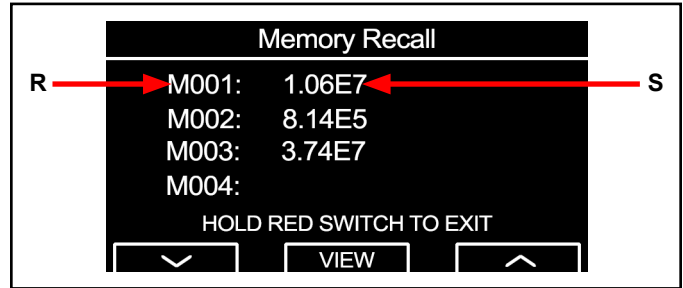 Memory Recall
R M001: 1.06E7 S
M002: 8.14E5
M003: 3.74E7
M004:
HOLD RED SWITCH TO EXIT
VIEW